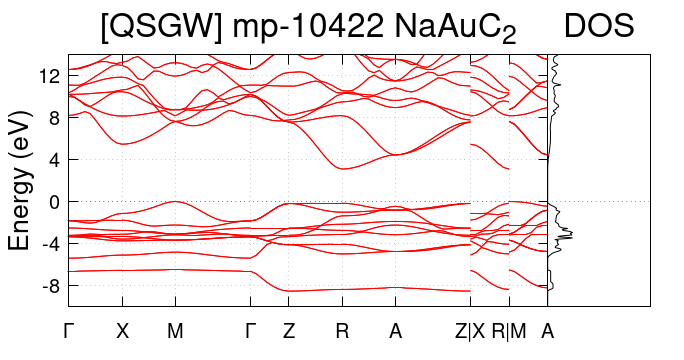 [QSGW] mp-10422 NaAuC2 DOS
Energy (eV)
12
8
4
0
-4
-8
Γ X M Γ Z R A Z|X R|M A